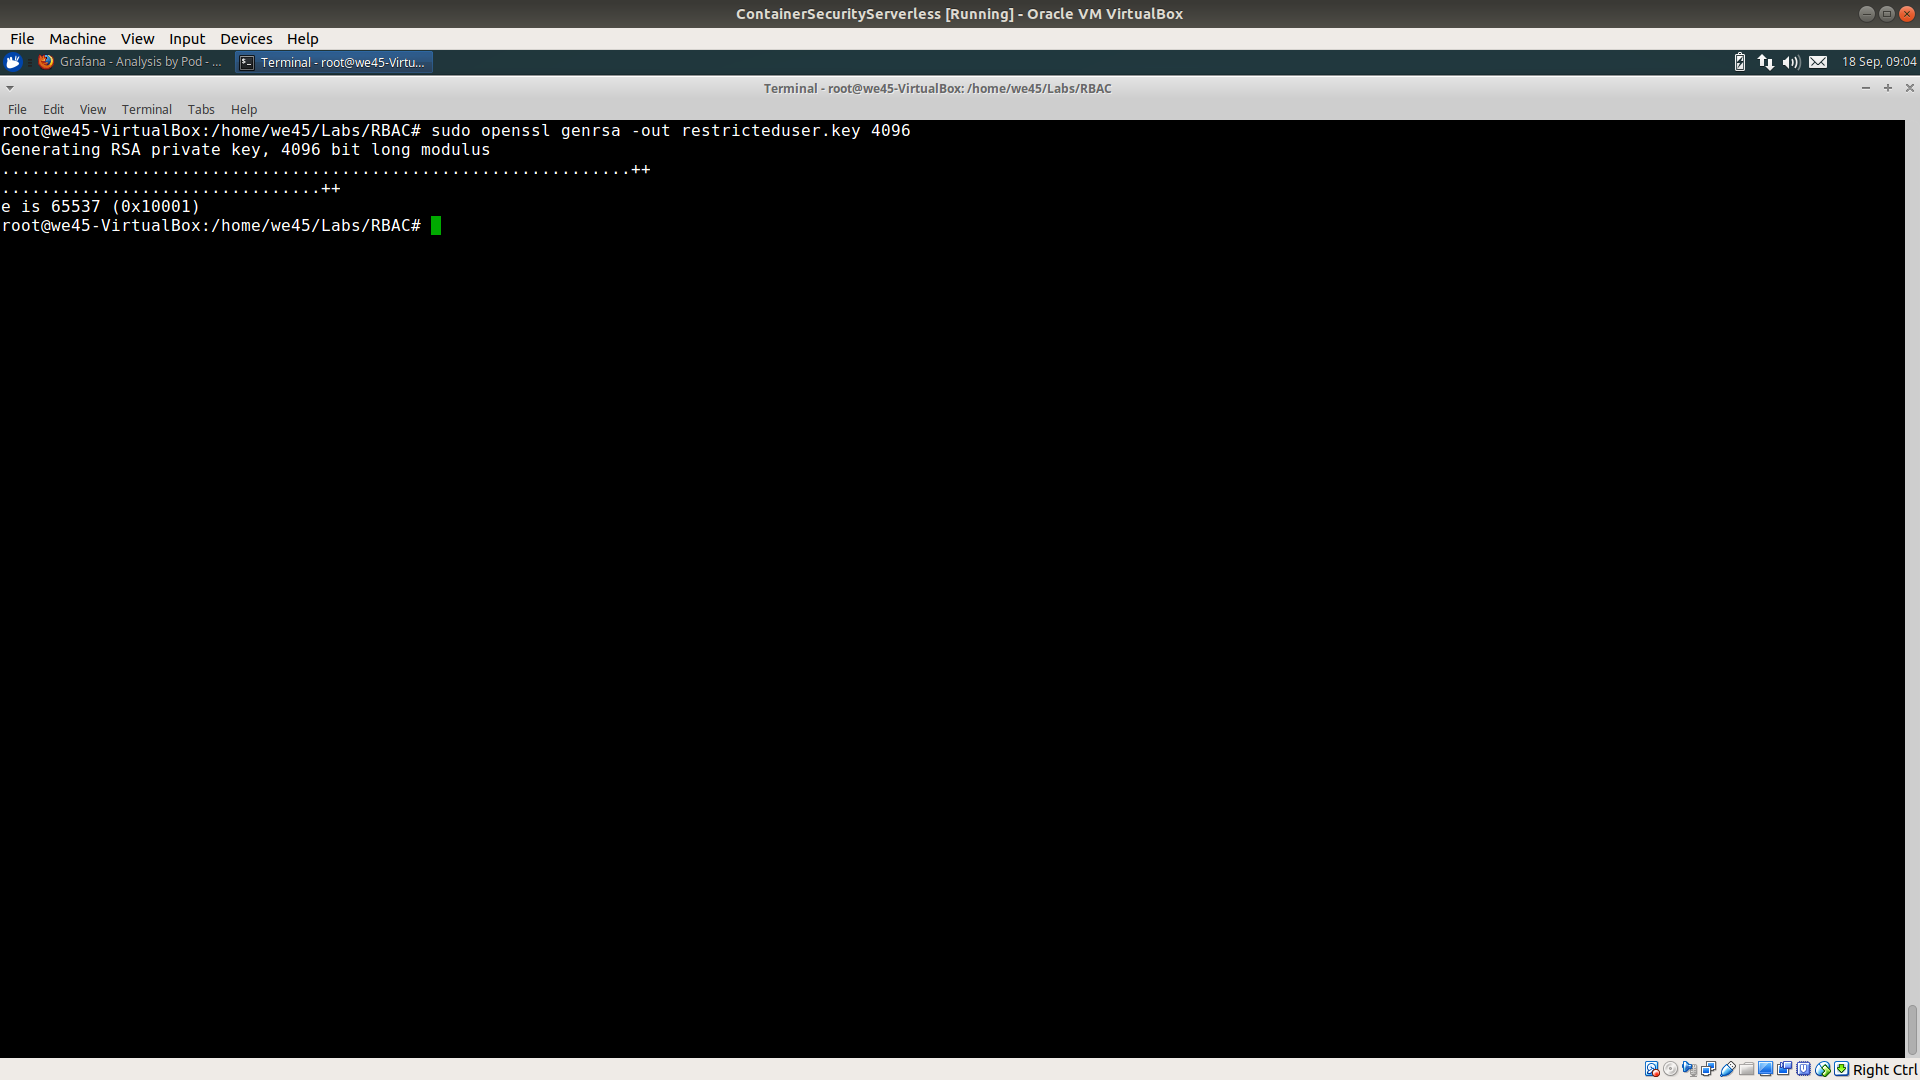 ContainerSecurityServerless [Running] - Oracle VM VirtualBox
File Machine View Input Devices Help
Grafana - Analysis by Pod - ... Terminal - root@we45-Virtu... 18 Sep, 09:04
Terminal - root@we45-VirtualBox: /home/we45/Labs/RBAC
File Edit View Terminal Tabs Help
root@we45-VirtualBox:/home/we45/Labs/RBAC# sudo openssl genrsa -out restricteduser.key 4096
Generating RSA private key, 4096 bit long modulus
...............................................................++
................................++
e is 65537 (0x10001)
root@we45-VirtualBox:/home/we45/Labs/RBAC#
Right Ctrl